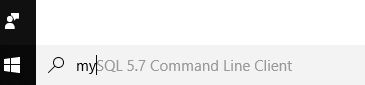 mySQL 5.7 Command Line Client